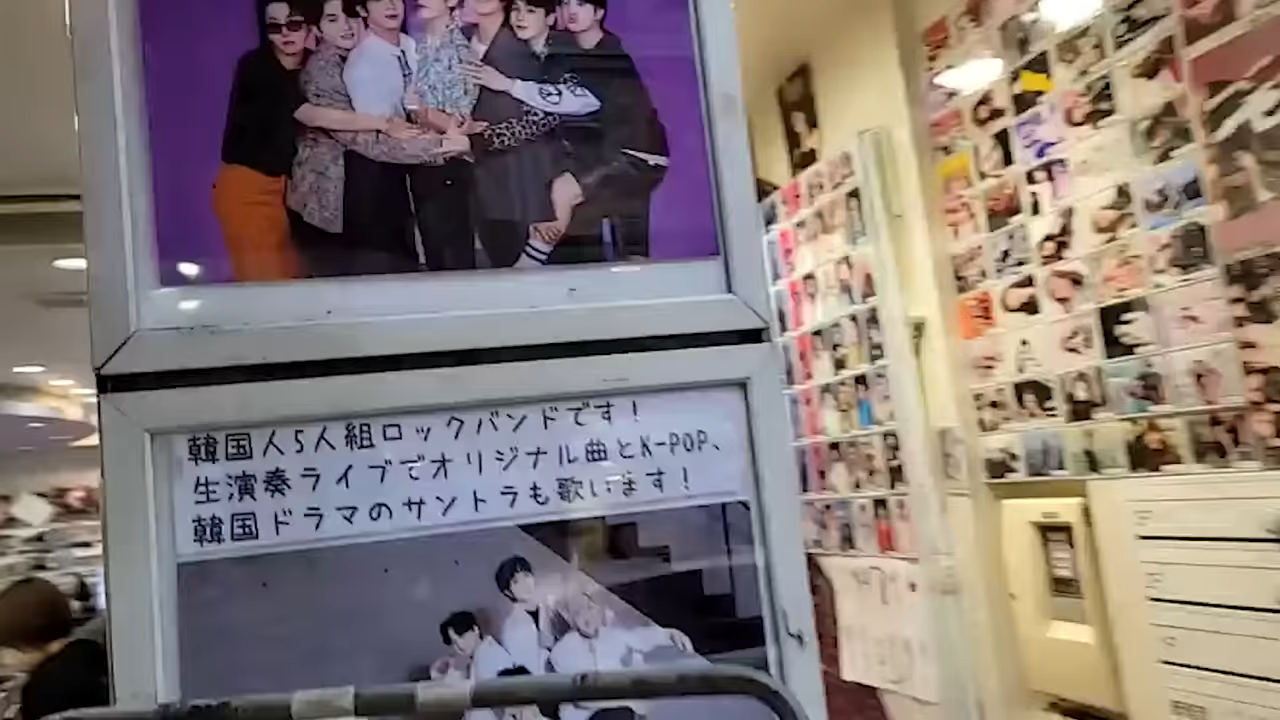 韓国人5人組ロックバンドです！
生演奏ライブでオリジナル曲とK-POP、
韓国ドラマのサントラも歌います！